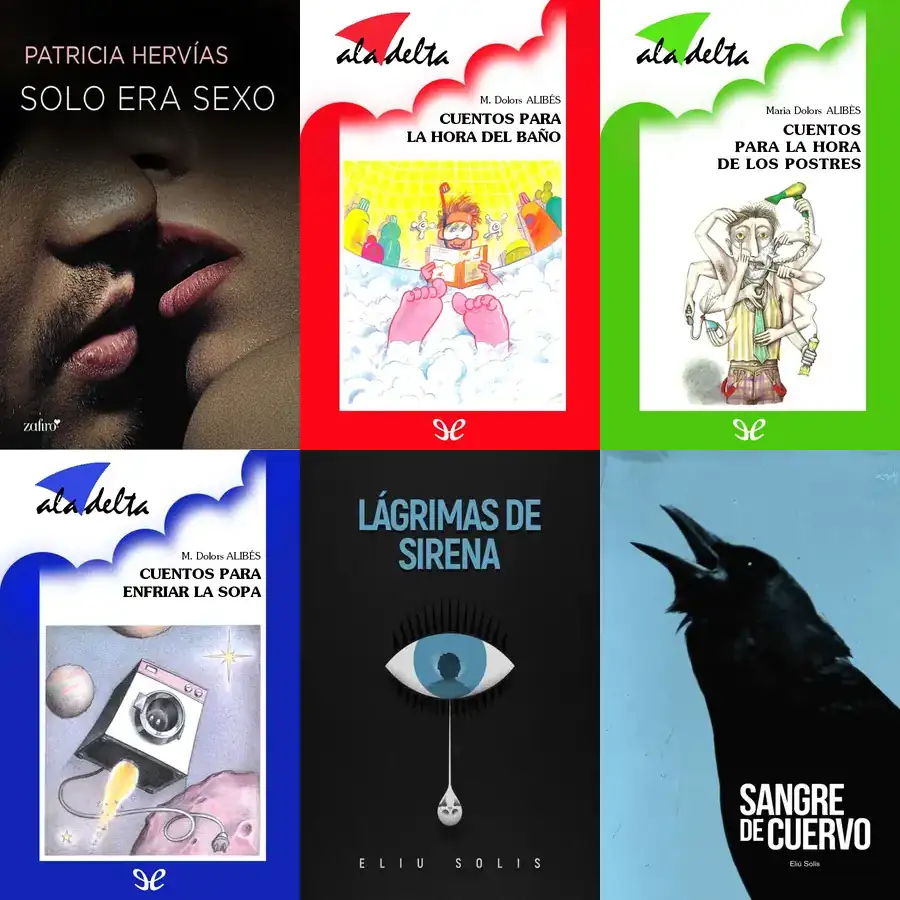 PATRICIA HERVÍAS
SOLO ERA SEXO
zafiro
ala delta
M. Dolors ALIBÉS
CUENTOS PARA
LA HORA DEL BAÑO
ala delta
Maria Dolors ALIBÉS
CUENTOS
PARA LA HORA
DE LOS POSTRES
ala delta
M. Dolors ALIBÉS
CUENTOS PARA
ENFRIAR LA SOPA
LÁGRIMAS DE
SIRENA
ELIU SOLIS
SANGRE
DE CUERVO
Eliú Solis